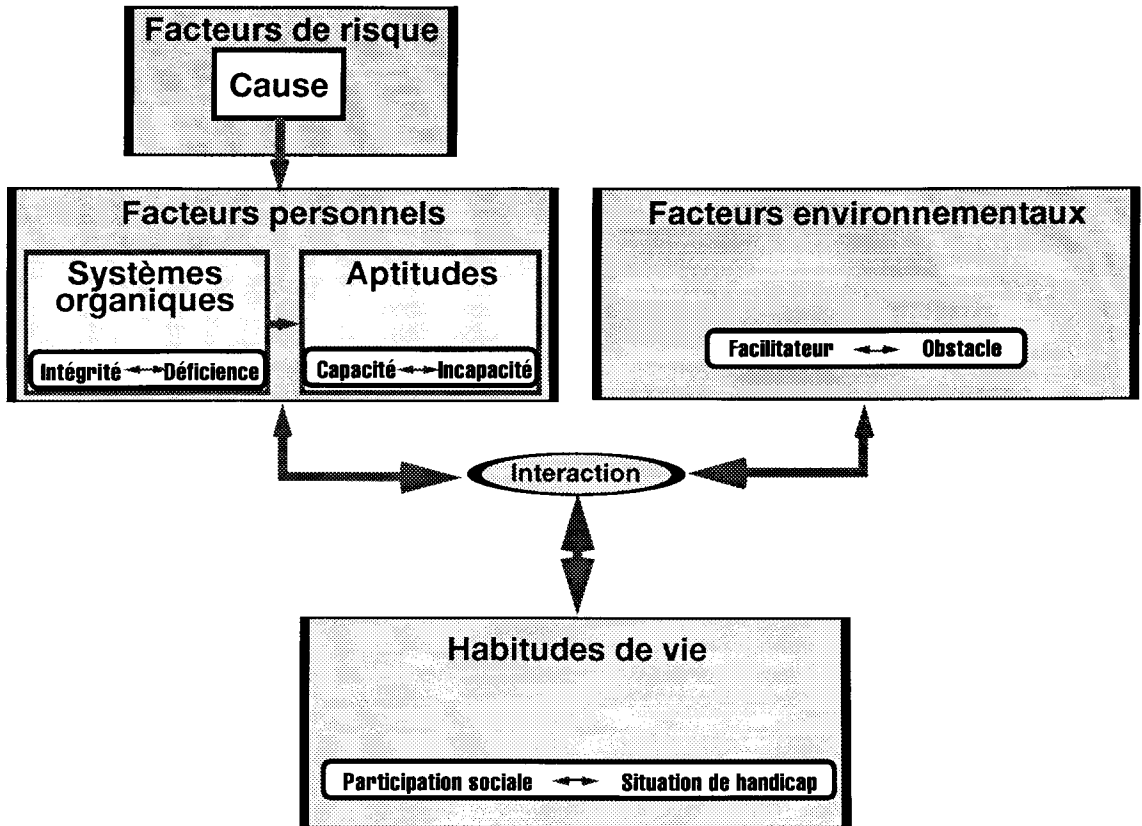 Facteurs de risque
Cause
Facteurs personnels
Systèmes
organiques
Intégrité Déficience
Aptitudes
Capacité Incapacité
Facteurs environnementaux
Facilitateur Obstacle
Interaction
Habitudes de vie
Participation sociale Situation de handicap